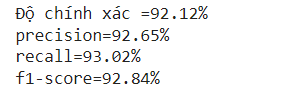 Độ chính xác =92.12%
precision=92.65%
recall=93.02%
f1-score=92.84%